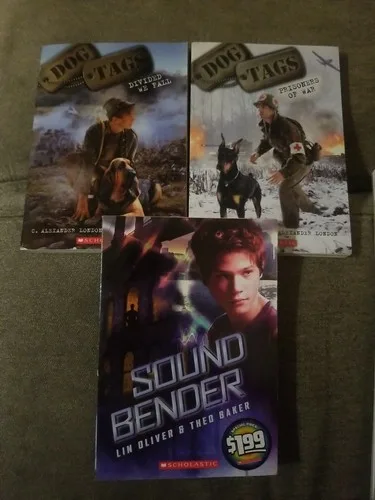 DOG
TAGS
DIVIDED
WE FALL
C. ALEXANDER LONDON
SCHOLASTIC
DOG
TAGS
PRISONERS
OF WAR
ALEXANDER LONDON
SOUND
BENDER
LIN OLIVER & THEO BAKER
SCHOLASTIC
$1.99